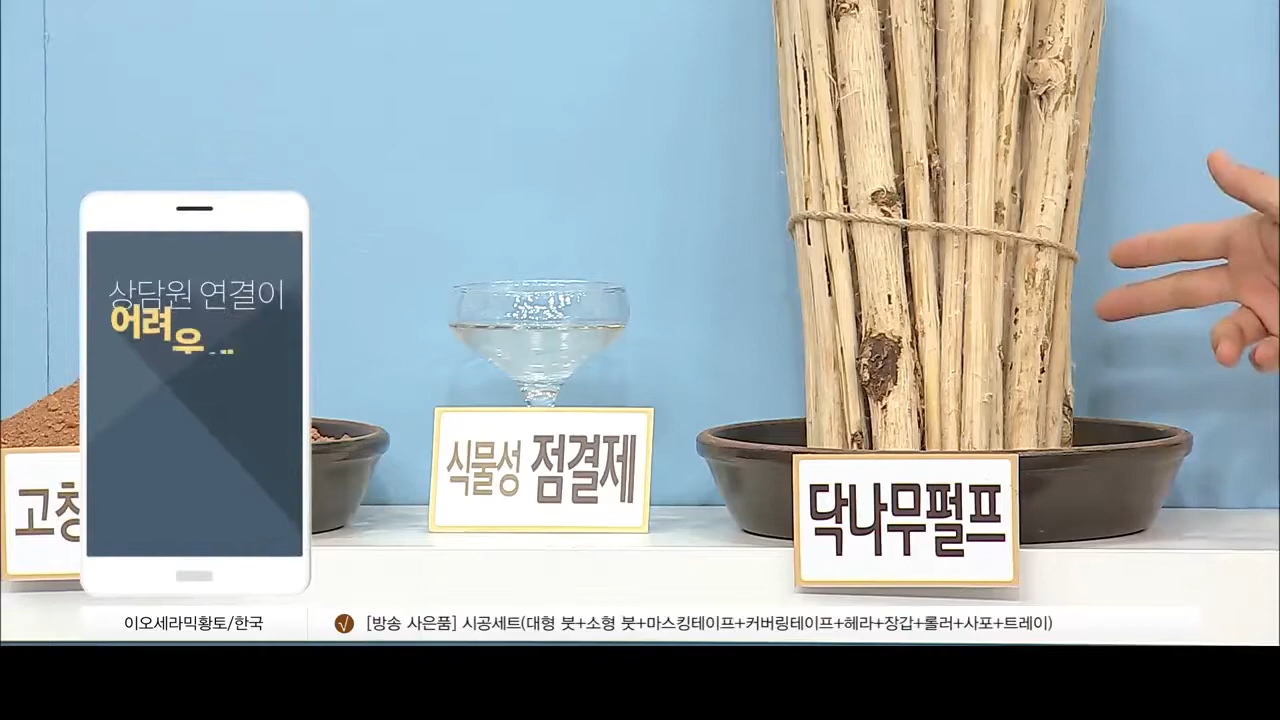 상담원 연결이
어려우
고창
식물성 점결제
닥나무펄프
이오세라믹황토/한국
[방송 사은품] 시공세트(대형 붓+소형 붓+마스킹테이프+커버링테이프+헤라+장갑+롤러+사포+트레이)